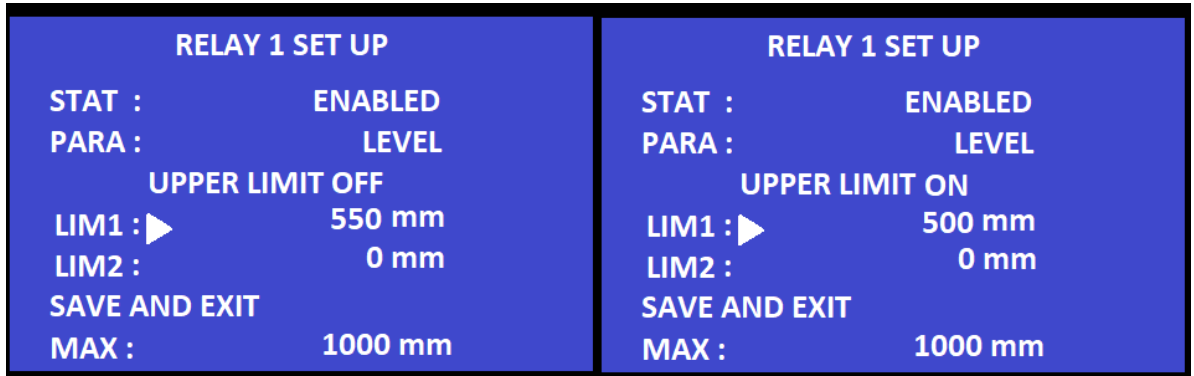 RELAY 1 SET UP
STAT : ENABLED
PARA : LEVEL
UPPER LIMIT OFF
LIM1 : 550 mm
LIM2 : 0 mm
SAVE AND EXIT
MAX : 1000 mm
RELAY 1 SET UP
STAT : ENABLED
PARA : LEVEL
UPPER LIMIT ON
LIM1 : 500 mm
LIM2 : 0 mm
SAVE AND EXIT
MAX : 1000 mm